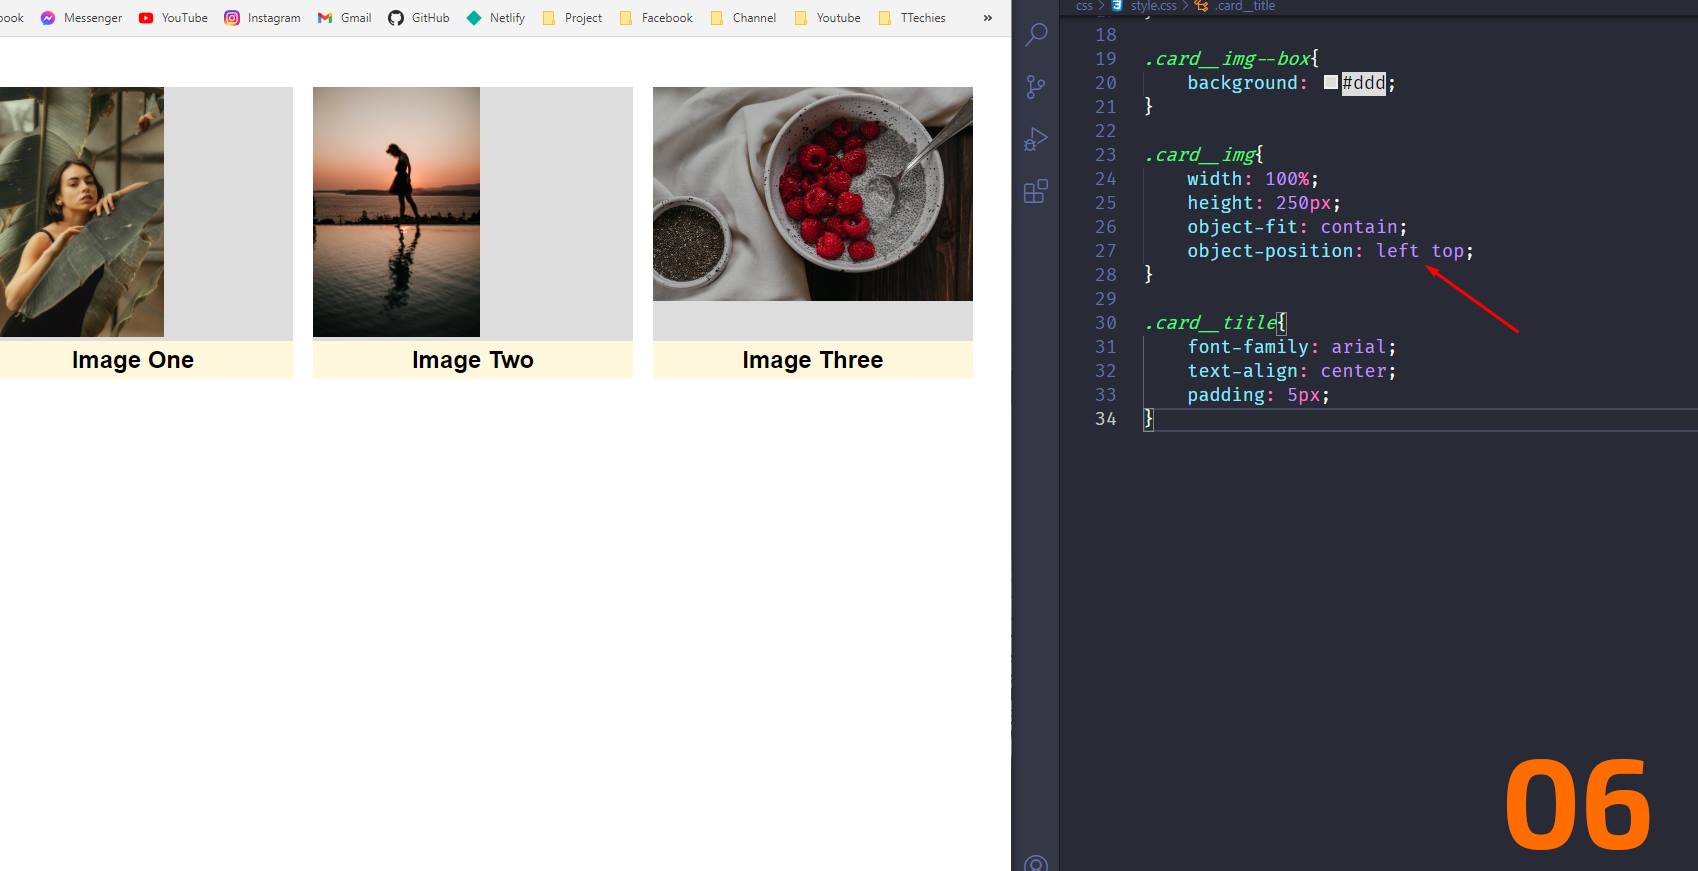 ook Messenger YouTube Instagram Gmail GitHub Netlify Project Facebook Channel Youtube TTechies »
Image One Image Two Image Three
css > style.css > .card__title
18
19 .card__img--box{
20 background: #ddd;
21 }
22
23 .card__img{
24 width: 100%;
25 height: 250px;
26 object-fit: contain;
27 object-position: left top;
28 }
29
30 .card__title{
31 font-family: arial;
32 text-align: center;
33 padding: 5px;
34 }
06